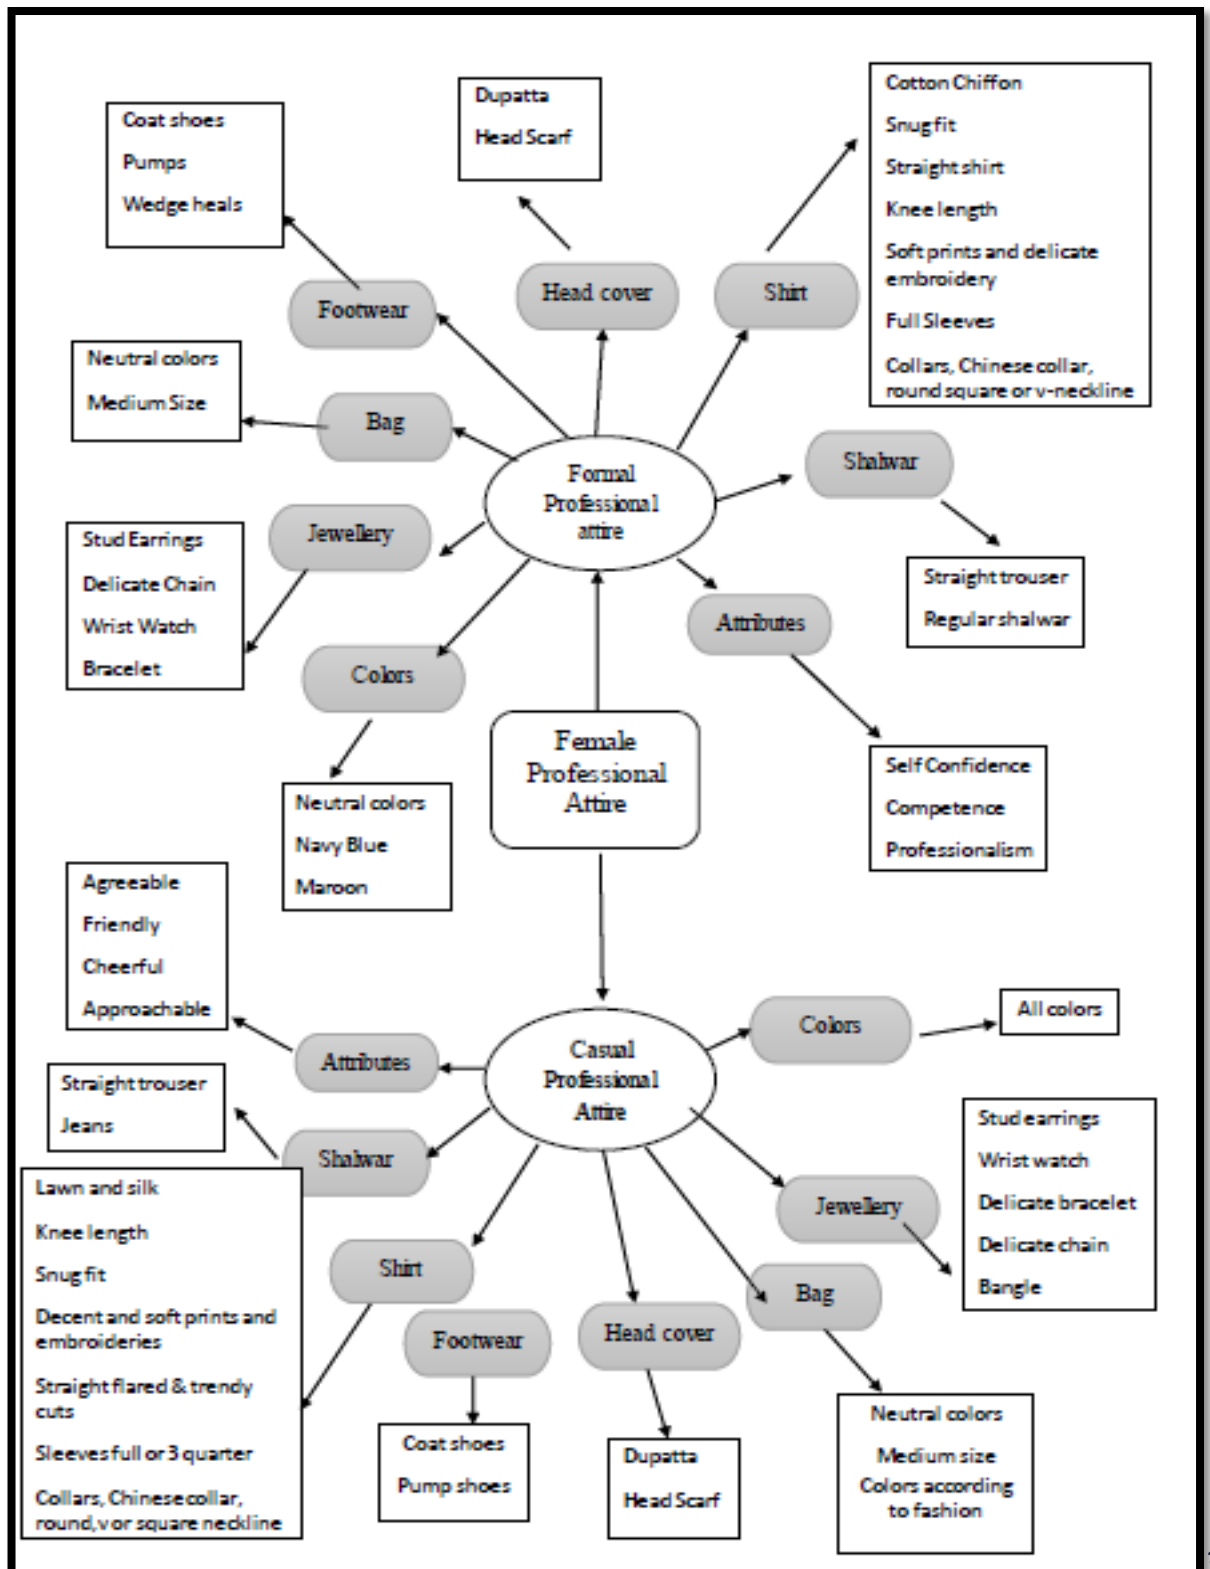 Dupatta
Head Scarf
Coat shoes
Pumps
Wedge heals
Cotton Chiffon
Snug fit
Straight shirt
Knee length
Soft prints and delicate
embroidery
Full Sleeves
Collars, Chinese collar,
round square or v-neckline
Footwear
Head cover
Shirt
Neutral colors
Medium Size
Bag
Formal
Professional
attire
Shalwar
Straight trouser
Regular shalwar
Jewellery
Stud Earrings
Delicate Chain
Wrist Watch
Bracelet
Attributes
Self Confidence
Competence
Professionalism
Colors
Neutral colors
Navy Blue
Maroon
Female
Professional
Attire
Agreeable
Friendly
Cheerful
Approachable
Attributes
Casual
Professional
Attire
Colors
All colors
Straight trouser
Jeans
Shalwar
Stud earrings
Wrist watch
Delicate bracelet
Delicate chain
Bangle
Jewellery
Lawn and silk
Knee length
Snug fit
Decent and soft prints and
embroideries
Straight flared & trendy
cuts
Sleeves full or 3 quarter
Collars, Chinese collar,
round,v or square neckline
Shirt
Footwear
Head cover
Bag
Coat shoes
Pump shoes
Dupatta
Head Scarf
Neutral colors
Medium size
Colors according
to fashion